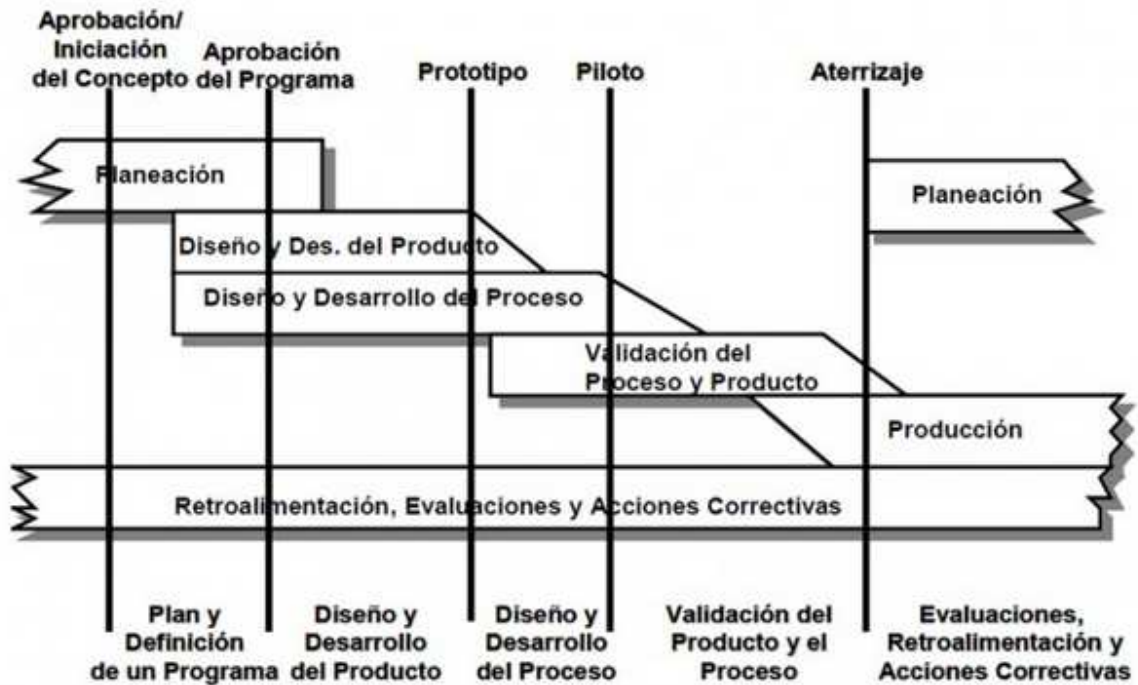 Aprobación/
Iniciación
del Concepto
Aprobación
del Programa
Prototipo
Piloto
Aterrizaje
Planeación
Planeación
Diseño y Des. del Producto
Diseño y Desarrollo del Proceso
Validación del
Proceso y Producto
Producción
Retroalimentación, Evaluaciones y Acciones Correctivas
Plan y
Definición
de un Programa
Diseño y
Desarrollo
del Producto
Diseño y
Desarrollo
del Proceso
Validación del
Producto y el
Proceso
Evaluaciones,
Retroalimentación y
Acciones Correctivas